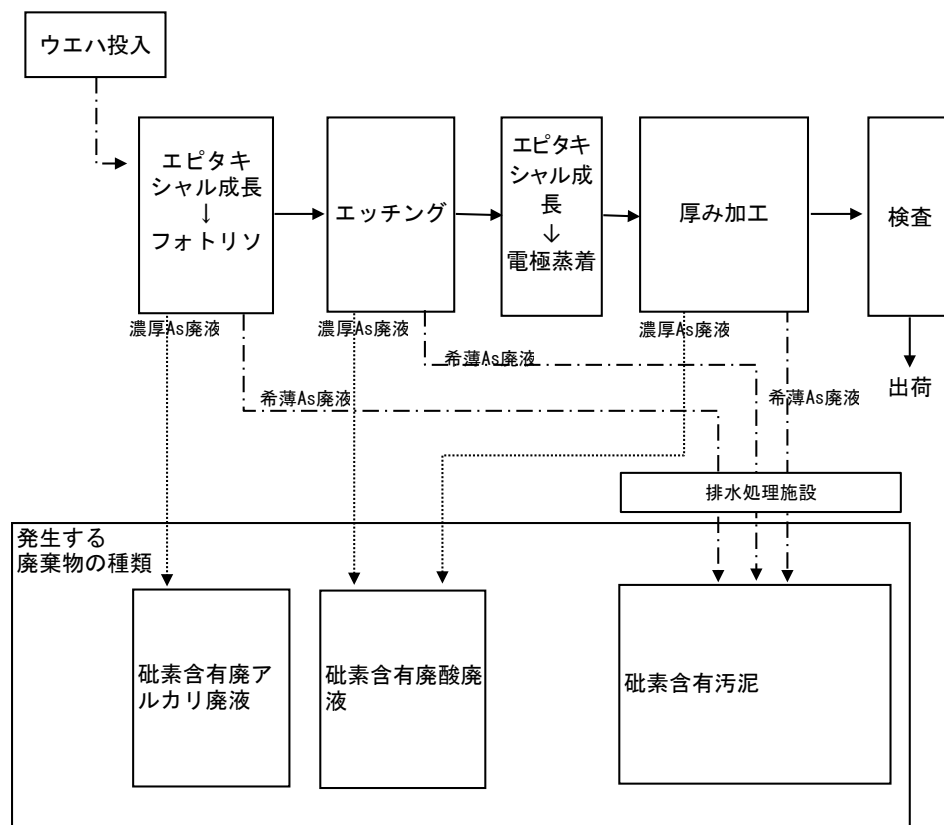 ウエハ投入
エピタキ
シャル成長
↓
フォトリソ
エッチング
エピタキ
シャル成
長
↓
電極蒸着
厚み加工
検査
濃厚As廃液
濃厚As廃液
濃厚As廃液
希薄As廃液
希薄As廃液
希薄As廃液
出荷
排水処理施設
発生する
廃棄物の種類
砒素含有廃ア
ルカリ廃液
砒素含有廃酸廃
液
砒素含有汚泥